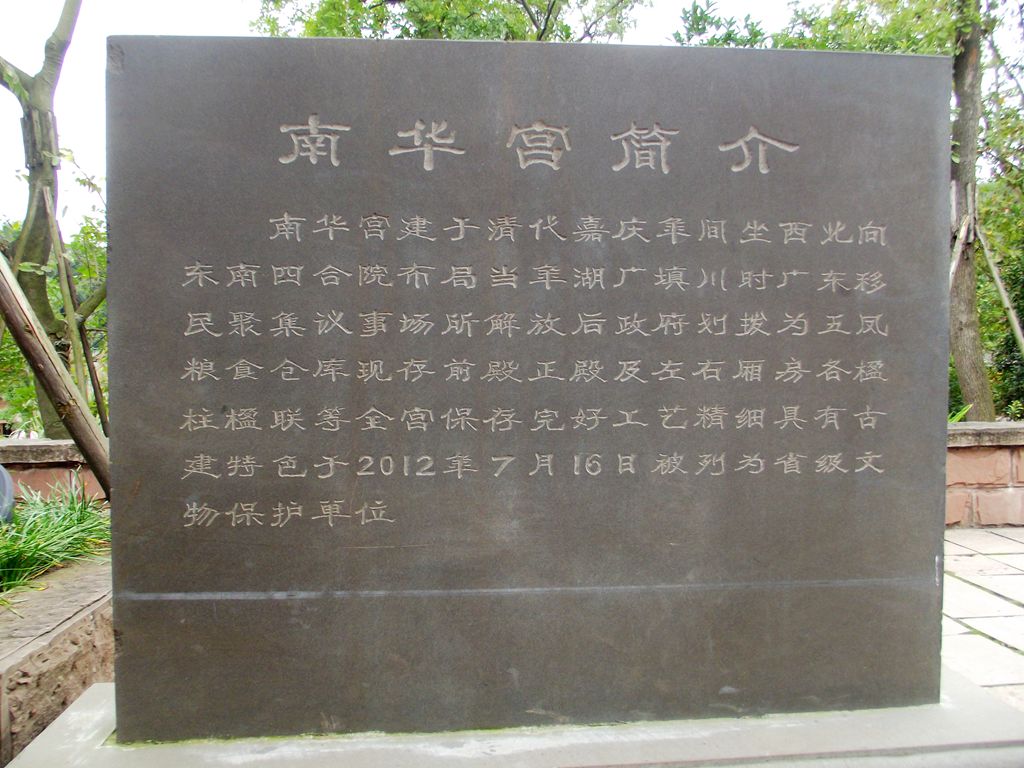 南华宫简介
南华宫建于清代嘉庆年间坐西北向
东南四合院布局当年湖广填川时广东移
民聚集议事场所解放后政府划拨为五凤
粮食仓库现存前殿正殿及左右厢房各楹
柱楹联等全宫保存完好工艺精细具有古
建特色于2012年7月16日被列为省级文
物保护单位